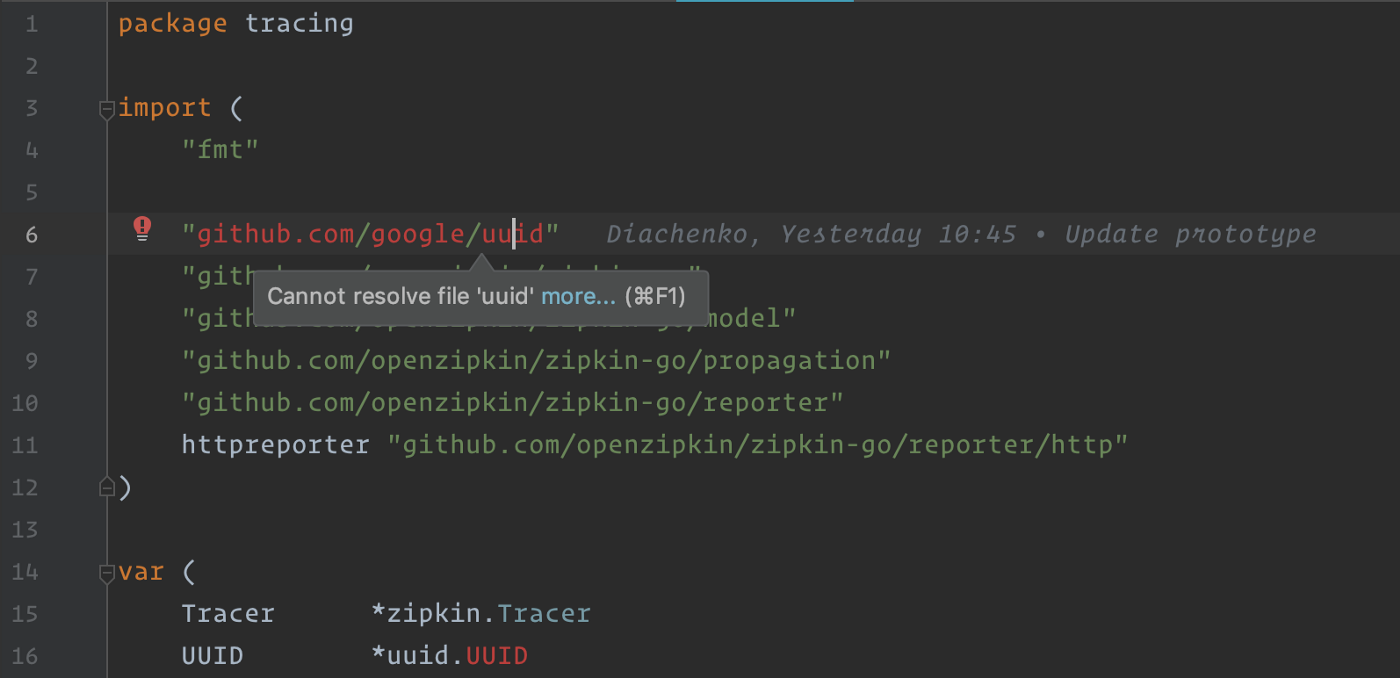 1 package tracing
2
3 import (
4 "fmt"
5
6 "github.com/google/uuid" Diachenko, Yesterday 10:45 • Update prototype
7 "gith
Cannot resolve file 'uuid' more... (⌘F1)
8 "gith model"
9 "github.com/openzipkin/zipkin-go/propagation"
10 "github.com/openzipkin/zipkin-go/reporter"
11 httpreporter "github.com/openzipkin/zipkin-go/reporter/http"
12 )
13
14 var (
15 Tracer *zipkin.Tracer
16 UUID *uuid.UUID